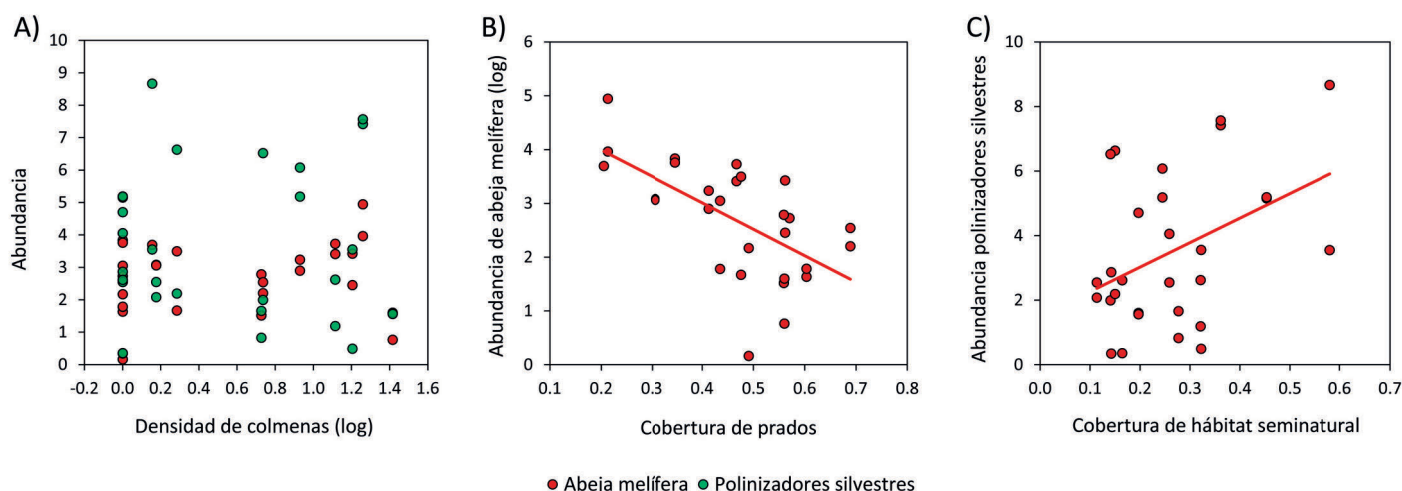 A)
Abundancia
10
9
8
7
6
5
4
3
2
1
0
-0.2 0.0 0.2 0.4 0.6 0.8 1.0 1.2 1.4 1.6
Densidad de colmenas (log)
B)
Abundancia de abeja melífera (log)
6
5
4
3
2
1
0
0.1 0.2 0.3 0.4 0.5 0.6 0.7 0.8
Cobertura de prados
C)
Abundancia polinizadores silvestres
10
8
6
4
2
0
0.0 0.1 0.2 0.3 0.4 0.5 0.6 0.7
Cobertura de hábitat seminatural
Abeia melífera Polinizadores silvestres